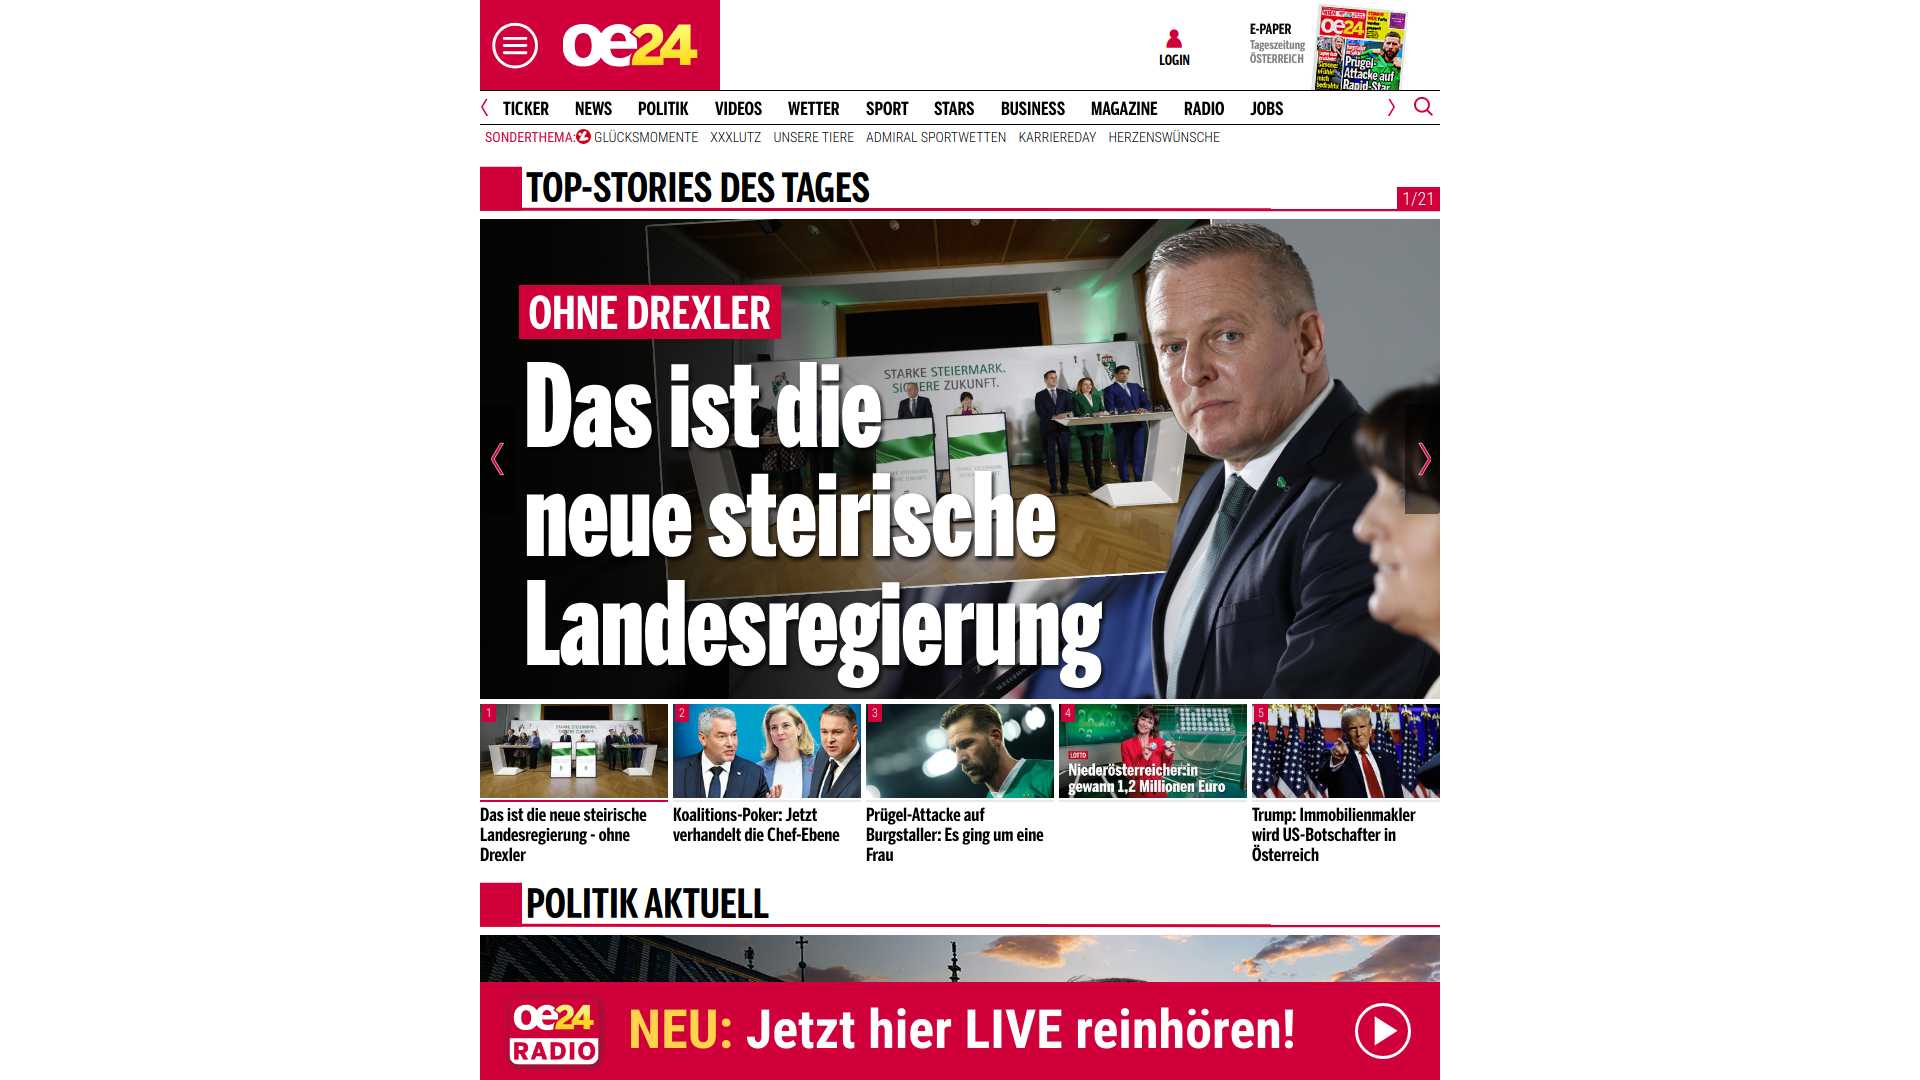 oe24
LOGIN
E-PAPER
Tageszeitung
ÖSTERREICH
oe24
Prügel-
Attacke auf
Rapid-Star
TICKER NEWS POLITIK VIDEOS WETTER SPORT STARS BUSINESS MAGAZINE RADIO JOBS
SONDERTHEMA: GLÜCKSMOMENTE XXXLUTZ UNSERE TIERE ADMIRAL SPORTWETTEN KARRIEREDAY HERZENSWÜNSCHE
TOP-STORIES DES TAGES
1/21
STARKE STEIERMARK.
SICHERE ZUKUNFT.
OHNE DREXLER
Das ist die
neue steirische
Landesregierung
1
2
3
4
5
LOTTO
Niederösterreicher:in
gewann 1,2 Millionen Euro
Das ist die neue steirische
Landesregierung - ohne
Drexler
Koalitions-Poker: Jetzt
verhandelt die Chef-Ebene
Prügel-Attacke auf
Burgstaller: Es ging um eine
Frau
Trump: Immobilienmakler
wird US-Botschafter in
Österreich
POLITIK AKTUELL
oe24
RADIO
NEU: Jetzt hier LIVE reinhören!